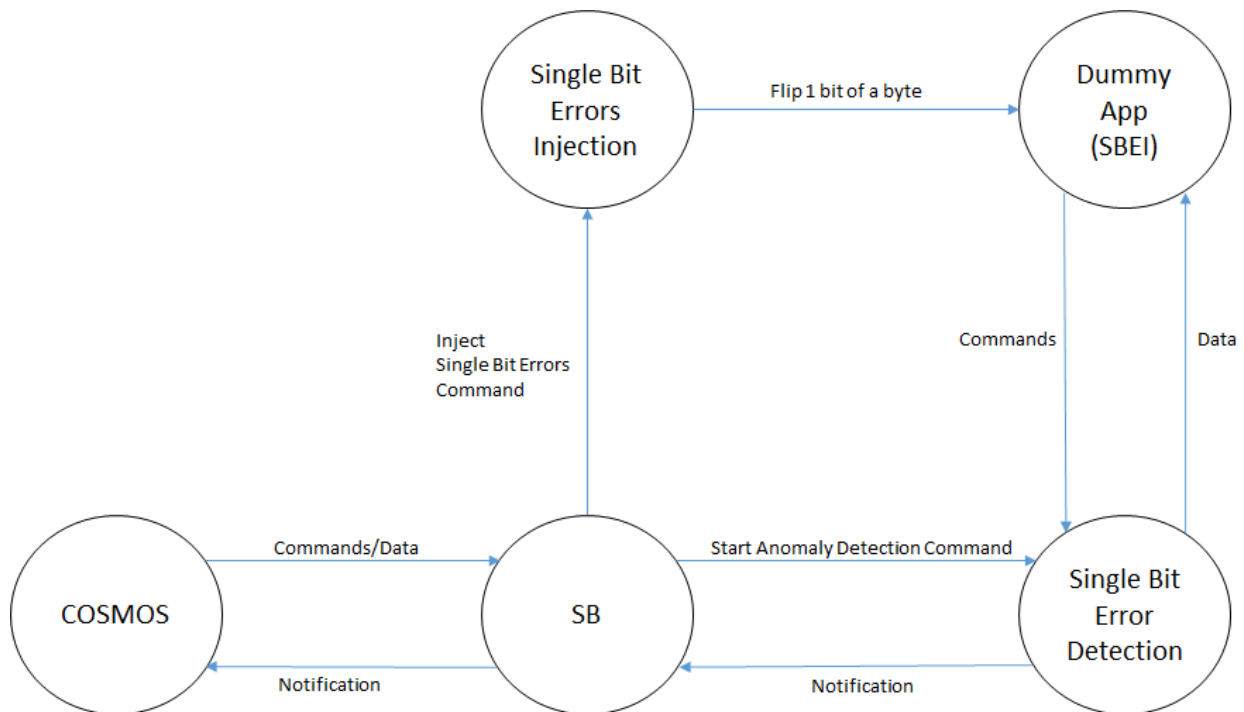 Single Bit
Errors
Injection
Flip 1 bit of a byte
Dummy
App
(SBEI)
Inject
Single Bit Errors
Command
Commands
Data
COSMOS
Commands/Data
SB
Start Anomaly Detection Command
Single Bit
Error
Detection
Notification
Notification